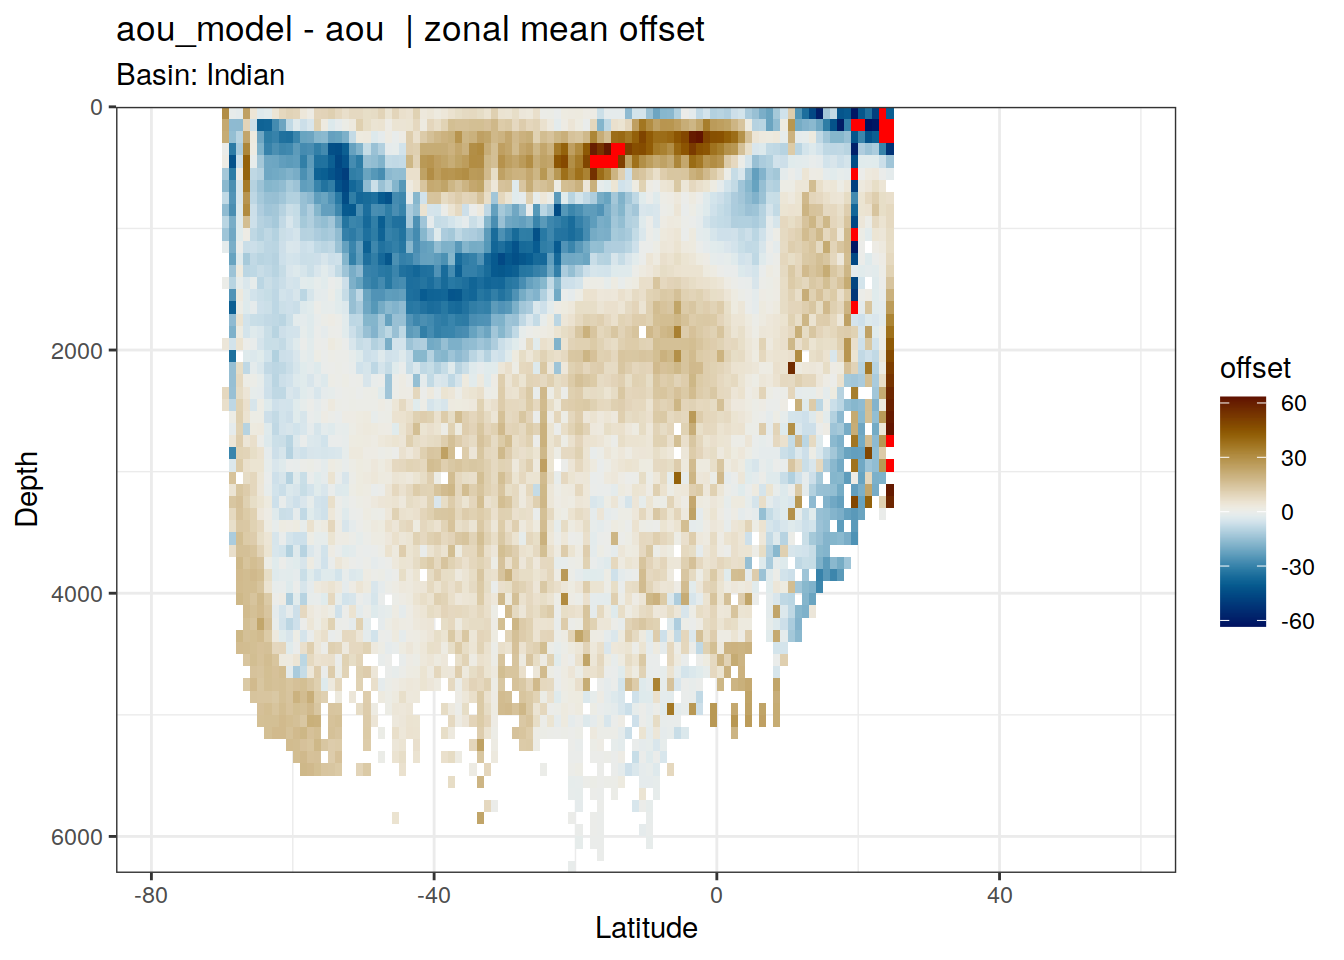 aou_model - aou  | zonal mean offset
Basin: Indian
0
2000
4000
6000
Depth
-80
-40
0
40
Latitude
offset
60
30
0
-30
-60